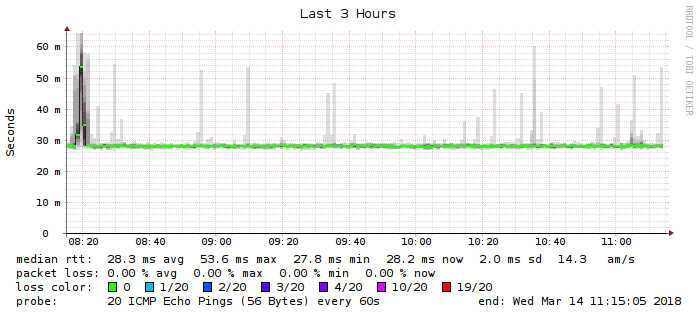 Last 3 Hours
RRDTOOL / TOBI OETIKER
Seconds
60 m
50 m
40 m
30 m
20 m
10 m
0
08:20 08:40 09:00 09:20 09:40 10:00 10:20 10:40 11:00
median rtt: 28.3 ms avg 53.6 ms max 27.8 ms min 28.2 ms now 2.0 ms sd 14.3 am/s
packet loss: 0.00 % avg 0.00 % max 0.00 % min 0.00 % now
loss color: 0 1/20 2/20 3/20 4/20 10/20 19/20
probe: 20 ICMP Echo Pings (56 Bytes) every 60s end: Wed Mar 14 11:15:05 2018